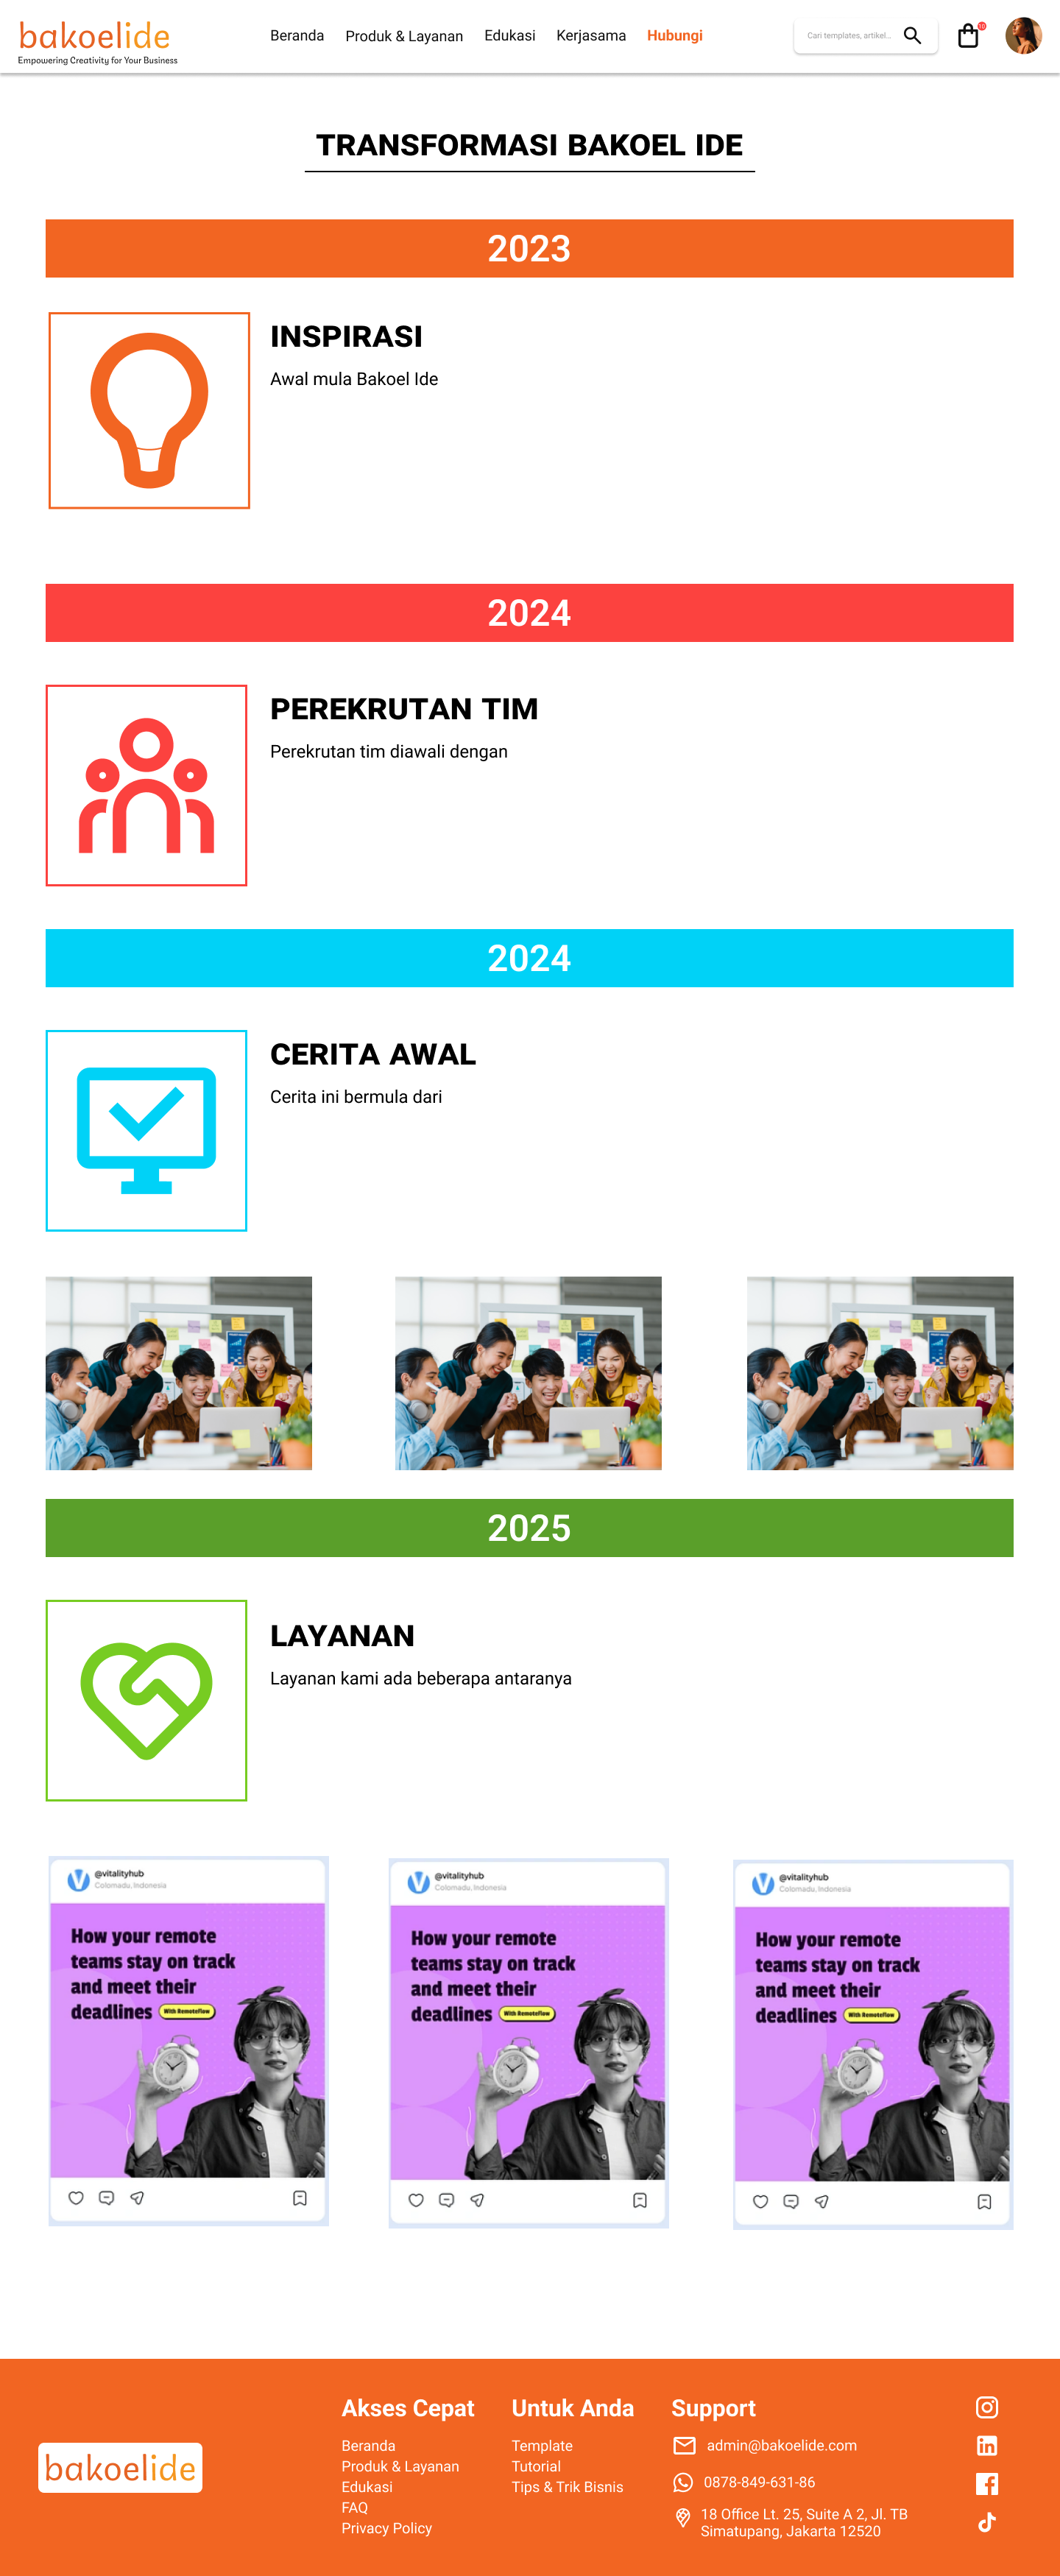 bakoelide
Empowering Creativity for Your Business
Beranda
Produk & Layanan
Edukasi
Kerjasama
Hubungi
Cari templates, artikel...
10
TRANSFORMASI BAKOEL IDE
2023
INSPIRASI
Awal mula Bakoel Ide
2024
PEREKRUTAN TIM
Perekrutan tim diawali dengan
2024
CERITA AWAL
Cerita ini bermula dari
2025
LAYANAN
Layanan kami ada beberapa antaranya
@vitalityhub
Colomadu, Indonesia
How your remote
teams stay on track
and meet their
deadlines With Remoteflow
@vitalityhub
Colomadu, Indonesia
How your remote
teams stay on track
and meet their
deadlines With Remoteflow
@vitalityhub
Colomadu, Indonesia
How your remote
teams stay on track
and meet their
deadlines With Remoteflow
bakoelide
Akses Cepat
Beranda
Produk & Layanan
Edukasi
FAQ
Privacy Policy
Untuk Anda
Template
Tutorial
Tips & Trik Bisnis
Support
admin@bakoelide.com
0878-849-631-86
18 Office Lt. 25, Suite A 2, Jl. TB
Simatupang, Jakarta 12520